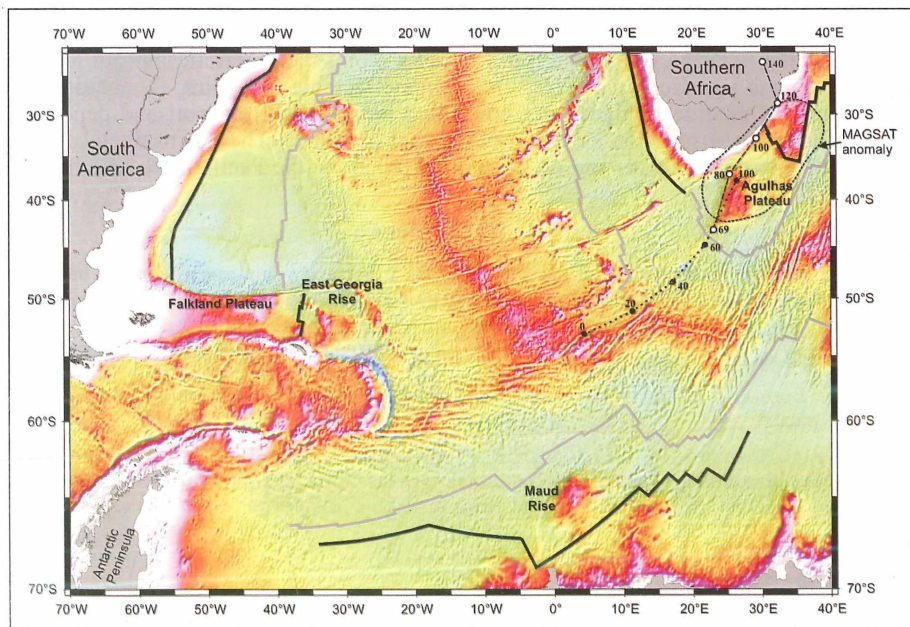 70°W 60°W 50°W 40°W 30°W 20°W 10°W 0° 10°E 20°E 30°E 40°E
Southern
Africa
140
30°S
120
30°S
South
America
100
MAGSAT
anomaly
80
100
Agulhas
Plateau
40°S
40°S
69
60
40
East Georgia
Rise
50°S
Falkland Plateau
20
50°S
0
60°S
60°S
Maud
Rise
Antarctic
Peninsula
70°S
70°S
70°W 60°W 50°W 40°W 30°W 20°W 10°W 0° 10°E 20°E 30°E 40°E